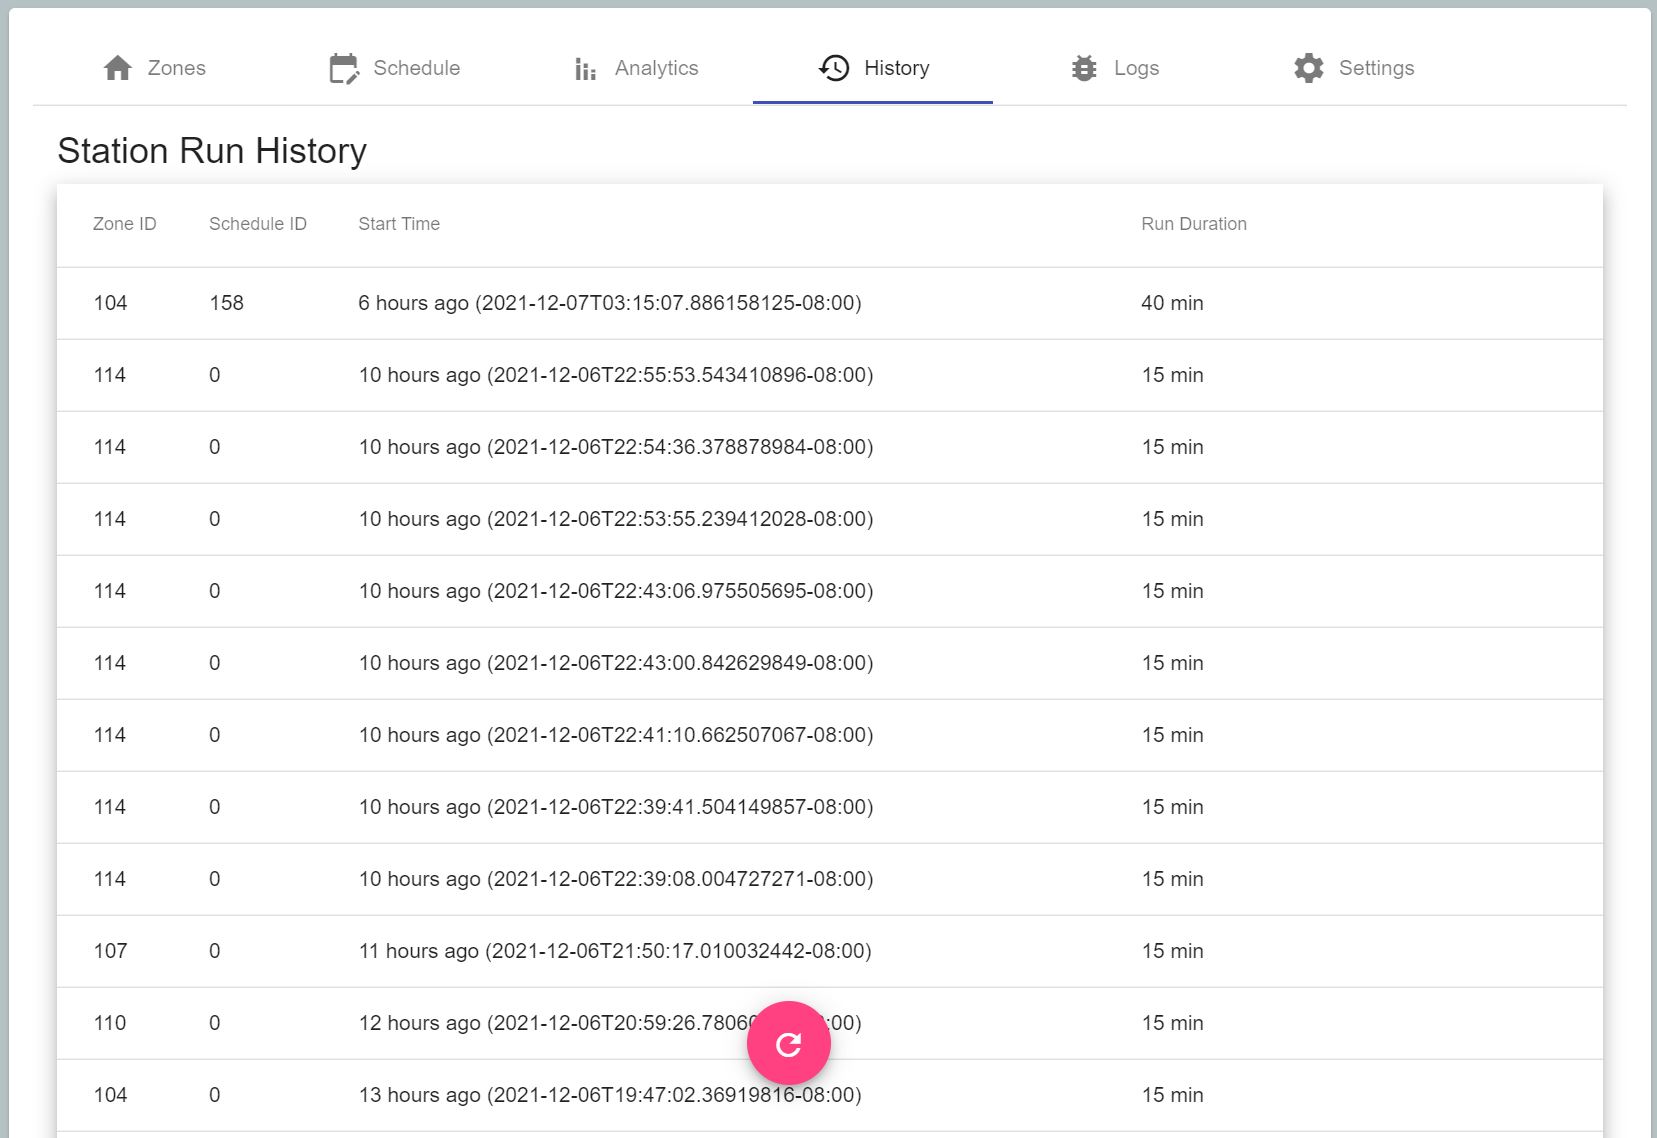 Zones Schedule Analytics History Logs Settings
Station Run History
Zone ID Schedule ID Start Time Run Duration
104 158 6 hours ago (2021-12-07T03:15:07.886158125-08:00) 40 min
114 0 10 hours ago (2021-12-06T22:55:53.543410896-08:00) 15 min
114 0 10 hours ago (2021-12-06T22:54:36.378878984-08:00) 15 min
114 0 10 hours ago (2021-12-06T22:53:55.239412028-08:00) 15 min
114 0 10 hours ago (2021-12-06T22:43:06.975505695-08:00) 15 min
114 0 10 hours ago (2021-12-06T22:43:00.842629849-08:00) 15 min
114 0 10 hours ago (2021-12-06T22:41:10.662507067-08:00) 15 min
114 0 10 hours ago (2021-12-06T22:39:41.504149857-08:00) 15 min
114 0 10 hours ago (2021-12-06T22:39:08.004727271-08:00) 15 min
107 0 11 hours ago (2021-12-06T21:50:17.010032442-08:00) 15 min
110 0 12 hours ago 15 min
104 0 13 hours ago (2021-12-06T19:47:02.36919816-08:00) 15 min